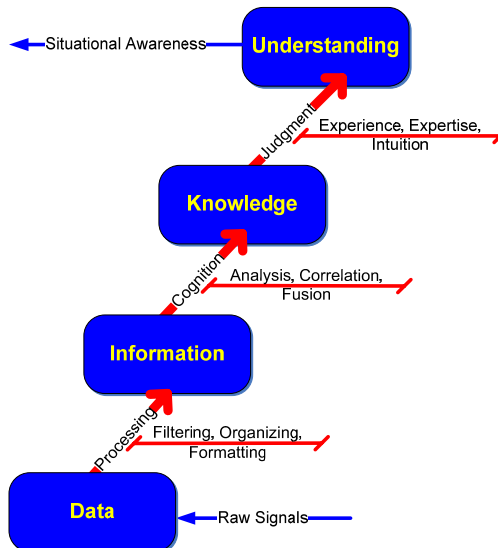 Situational Awareness
Understanding
Judgment
Experience, Expertise,
Intuition
Knowledge
Cognition
Analysis, Correlation,
Fusion
Information
Processing
Filtering, Organizing,
Formatting
Data
Raw Signals